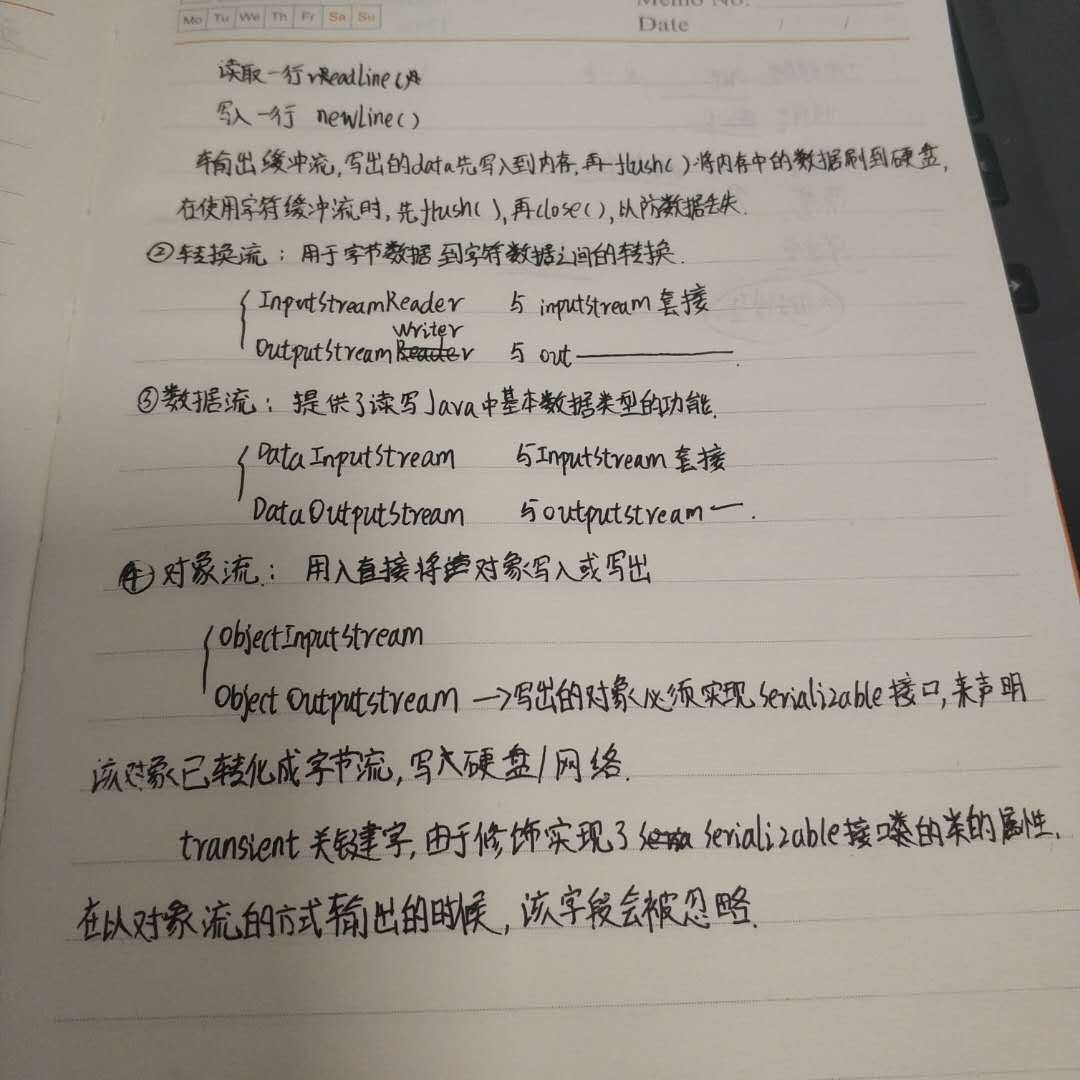 Mo Tu We Th Fr Sa Su
Memo No.
Date / /
读取一行 readLine()
写入一行 newLine()
输出缓冲流,写出的data先写入到内存,再flush()将内存中的数据刷到硬盘,
在使用字符缓冲流时,先flush(),再close(),以防数据丢失.
②转换流:用于字节数据到字符数据之间的转换.
InputStreamReader 与 inputstream 套接
Writer
OutputStreamReader 与 out———.
③数据流:提供了读写Java中基本数据类型的功能.
DataInputStream 与InputStream 套接
DataOutputStream 与outputstream—.
④对象流:用入直接将对象写入或写出
ObjectInputStream
Object Outputstream →写出的对象必须实现serializable接口,来声明
该对象已转化成字节流,写入硬盘/网络.
transient 关键字,由于修饰实现了 serializable接口类的类的属性,
在以对象流的方式输出的时候,该字段会被忽略.